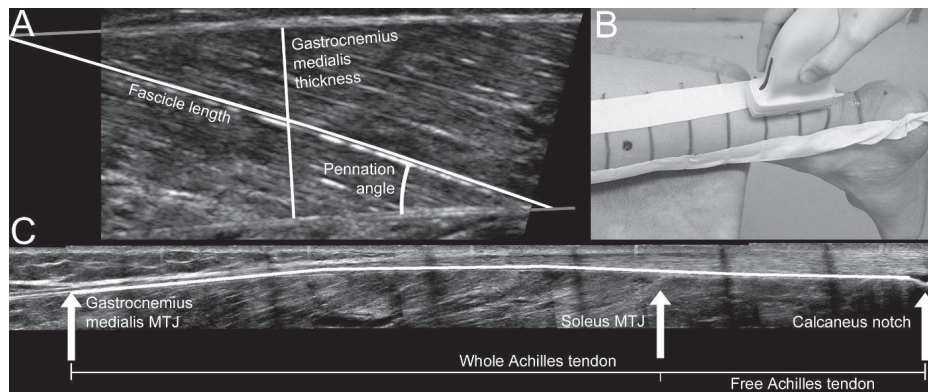 A
Gastrocnemius
medialis
thickness
Fascicle length
Pennation
angle
B
C
Gastrocnemius
medialis MTJ
Soleus MTJ
Calcaneus notch
Whole Achilles tendon
Free Achilles tendon